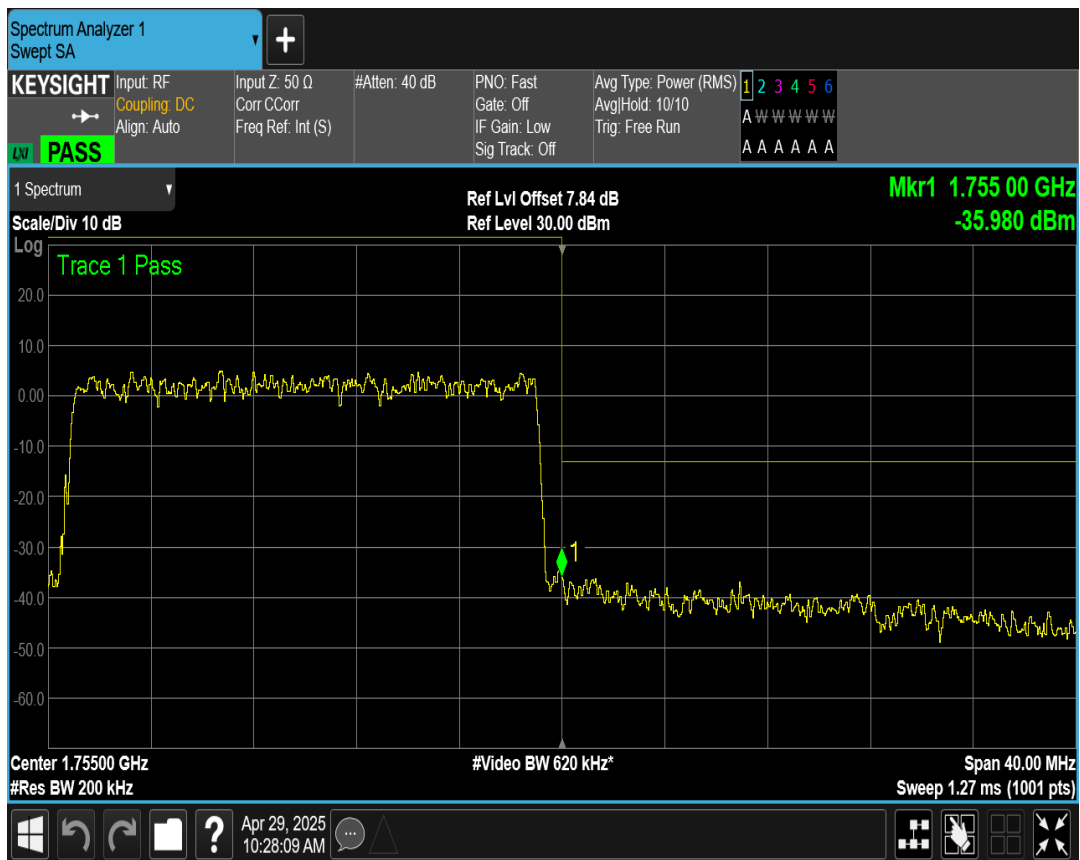 Spectrum Analyzer 1
Swept SA
+
KEYSIGHT
Input: RF
Coupling: DC
Align: Auto
Input Z: 50 Ω
Corr CCorr
Freq Ref: Int (S)
#Atten: 40 dB
PNO: Fast
Gate: Off
IF Gain: Low
Sig Track: Off
Avg Type: Power (RMS)
Avg|Hold: 10/10
Trig: Free Run
1 2 3 4 5 6
A W W W W W
A A A A A A
LXI PASS
1 Spectrum
Scale/Div 10 dB
Ref Lvl Offset 7.84 dB
Ref Level 30.00 dBm
Mkr1 1.755 00 GHz
-35.980 dBm
Log
Trace 1 Pass
20.0
10.0
0.00
-10.0
-20.0
-30.0
1
-40.0
-50.0
-60.0
Center 1.75500 GHz
#Video BW 620 kHz*
Span 40.00 MHz
#Res BW 200 kHz
Sweep 1.27 ms (1001 pts)
?
Apr 29, 2025
10:28:09 AM